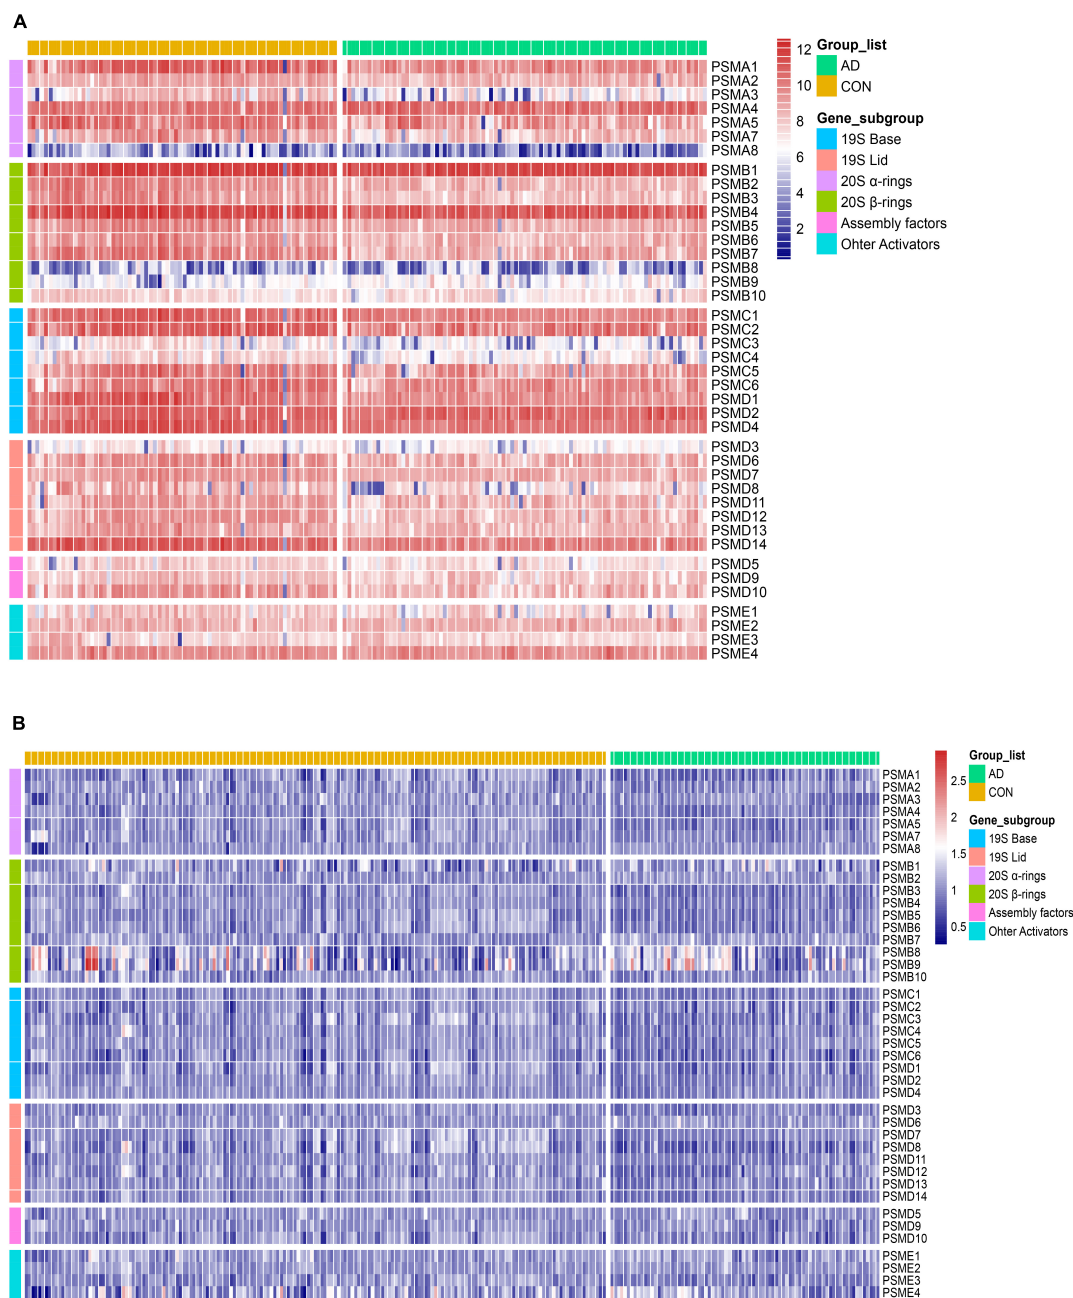 A
PSMA1
PSMA2
PSMA3
PSMA4
PSMA5
PSMA7
PSMA8
PSMB1
PSMB2
PSMB3
PSMB4
PSMB5
PSMB6
PSMB7
PSMB8
PSMB9
PSMB10
PSMC1
PSMC2
PSMC3
PSMC4
PSMC5
PSMC6
PSMD1
PSMD2
PSMD4
PSMD3
PSMD6
PSMD7
PSMD8
PSMD11
PSMD12
PSMD13
PSMD14
PSMD5
PSMD9
PSMD10
PSME1
PSME2
PSME3
PSME4
12
10
8
6
4
2
Group_list
AD
CON
Gene_subgroup
19S Base
19S Lid
20S α-rings
20S β-rings
Assembly factors
Ohter Activators
B
PSMA1
PSMA2
PSMA3
PSMA4
PSMA5
PSMA7
PSMA8
PSMB1
PSMB2
PSMB3
PSMB4
PSMB5
PSMB6
PSMB7
PSMB8
PSMB9
PSMB10
PSMC1
PSMC2
PSMC3
PSMC4
PSMC5
PSMC6
PSMD1
PSMD2
PSMD4
PSMD3
PSMD6
PSMD7
PSMD8
PSMD11
PSMD12
PSMD13
PSMD14
PSMD5
PSMD9
PSMD10
PSME1
PSME2
PSME3
PSME4
2.5
2
1.5
1
0.5
Group_list
AD
CON
Gene_subgroup
19S Base
19S Lid
20S α-rings
20S β-rings
Assembly factors
Ohter Activators